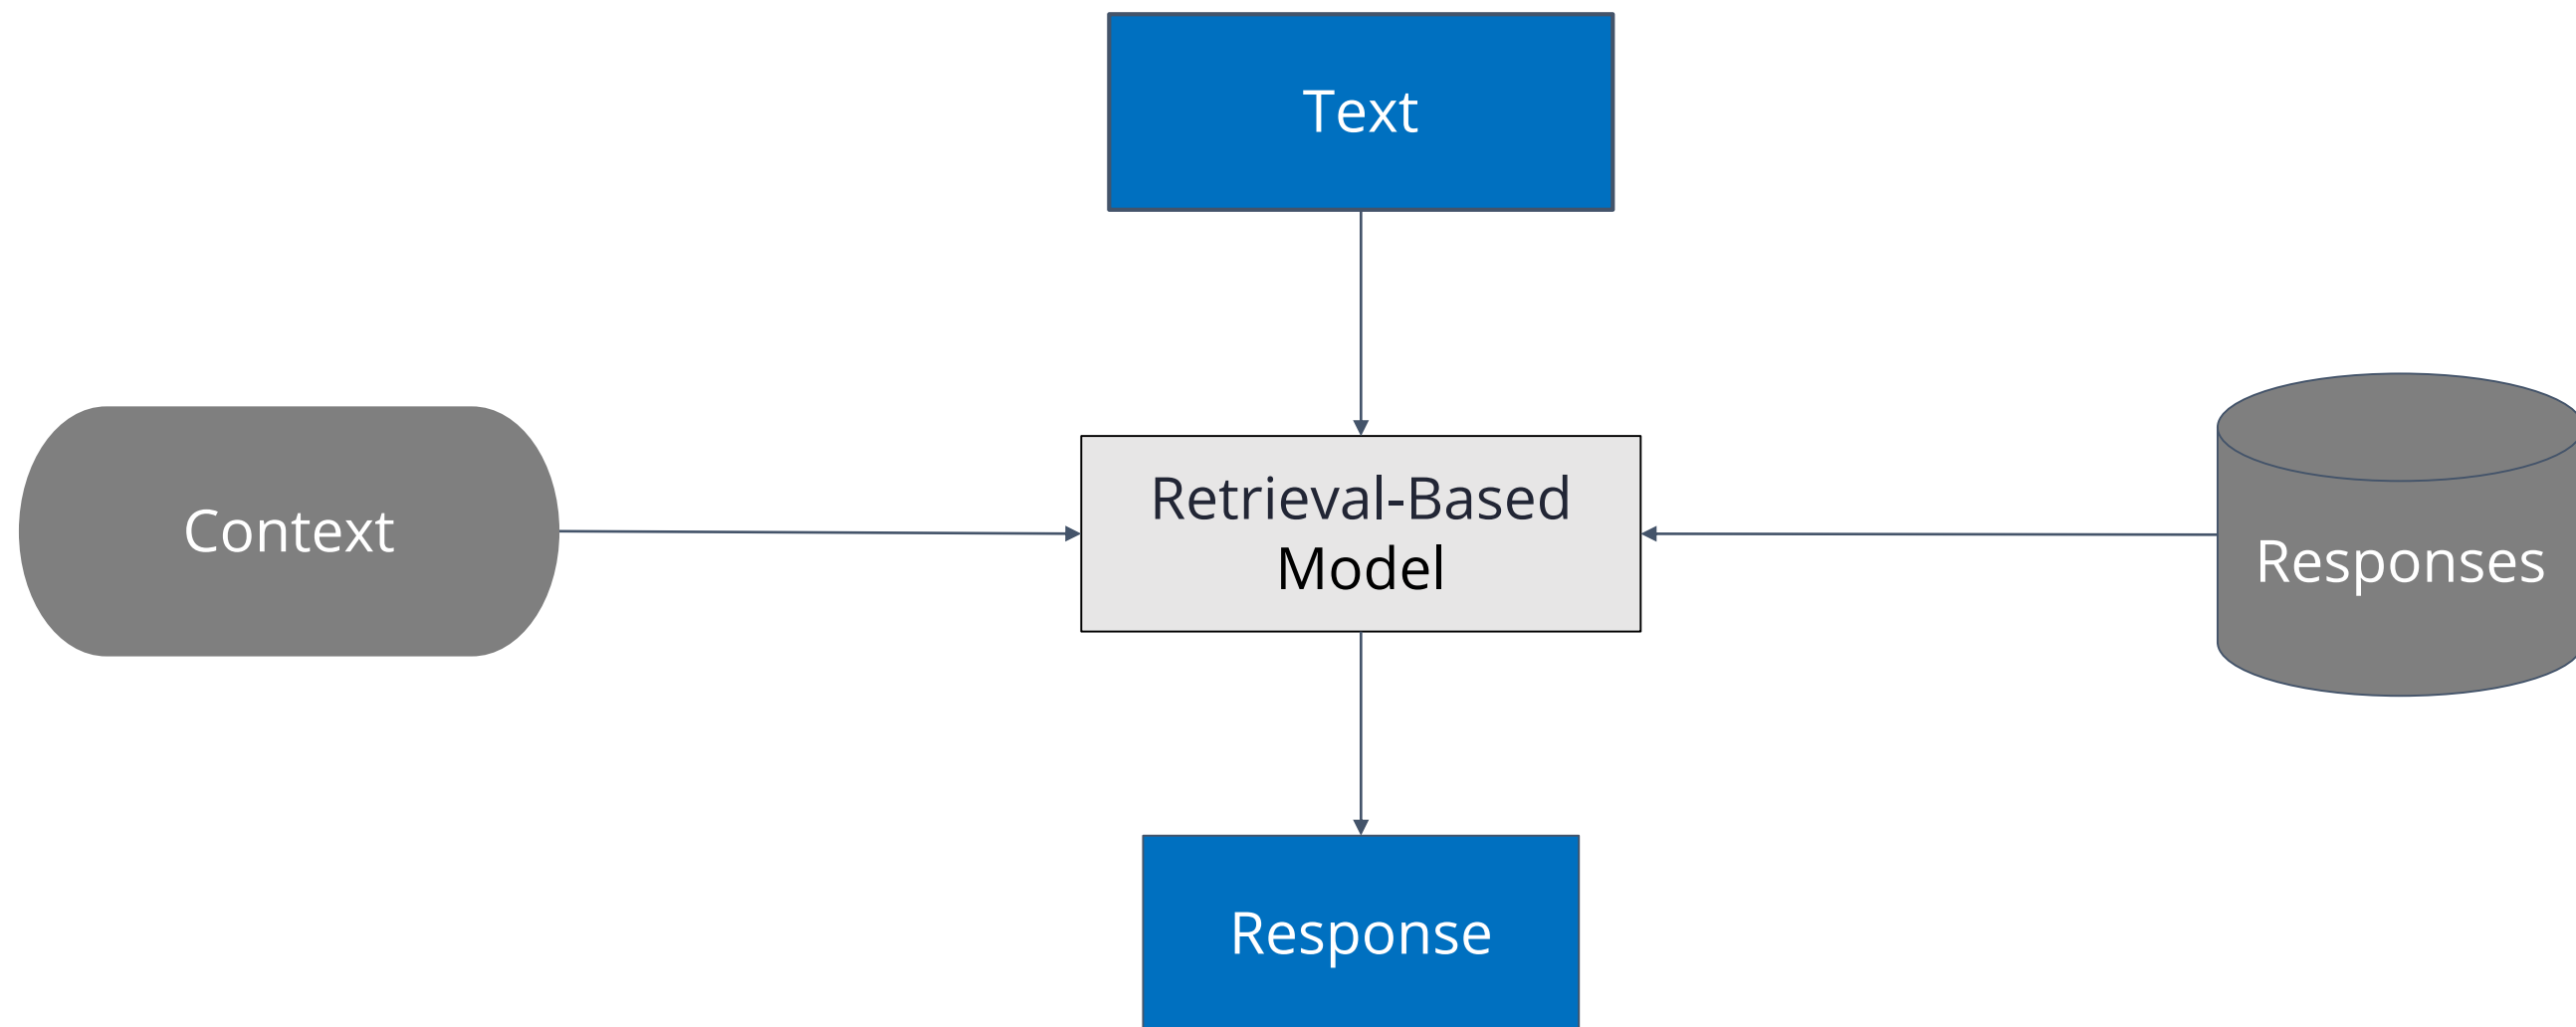 Text
Context
Retrieval-Based
Model
Responses
Response